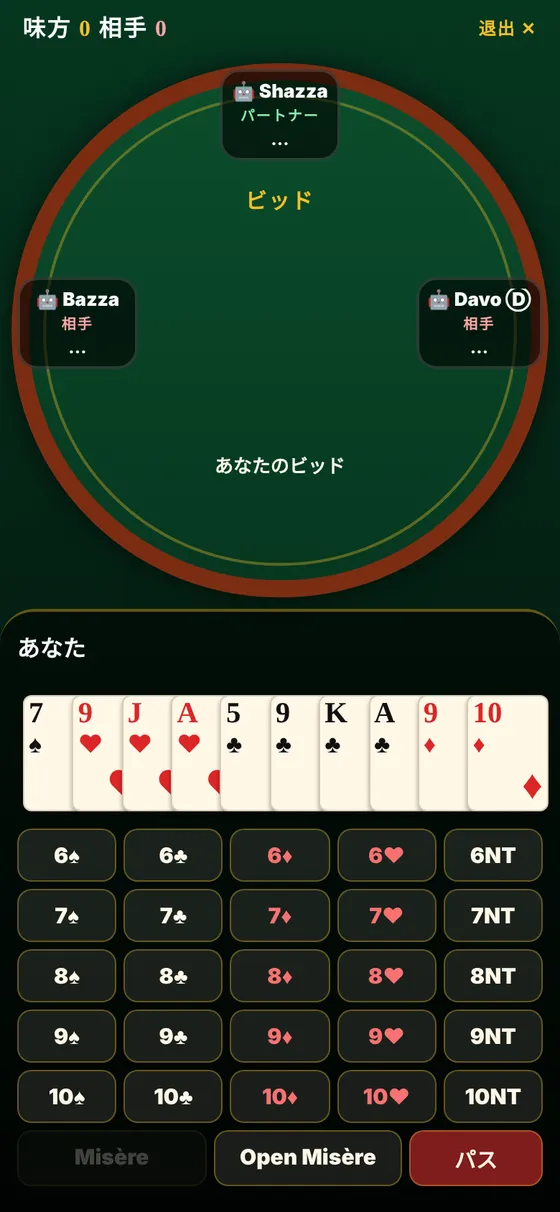 味方 0 相手 0
退出 ✕
🤖 Shazza
パートナー
...
ビッド
🤖 Bazza
相手
...
🤖 Davo Ⓓ
相手
...
あなたのビッド
あなた
7 9 J A 5 9 K A 9 10
♠ ♥ ♥ ♥ ♣ ♣ ♣ ♣ ♦ ♦
6♠ 6♣ 6♦ 6♥ 6NT
7♠ 7♣ 7♦ 7♥ 7NT
8♠ 8♣ 8♦ 8♥ 8NT
9♠ 9♣ 9♦ 9♥ 9NT
10♠ 10♣ 10♦ 10♥ 10NT
Misère Open Misère パス